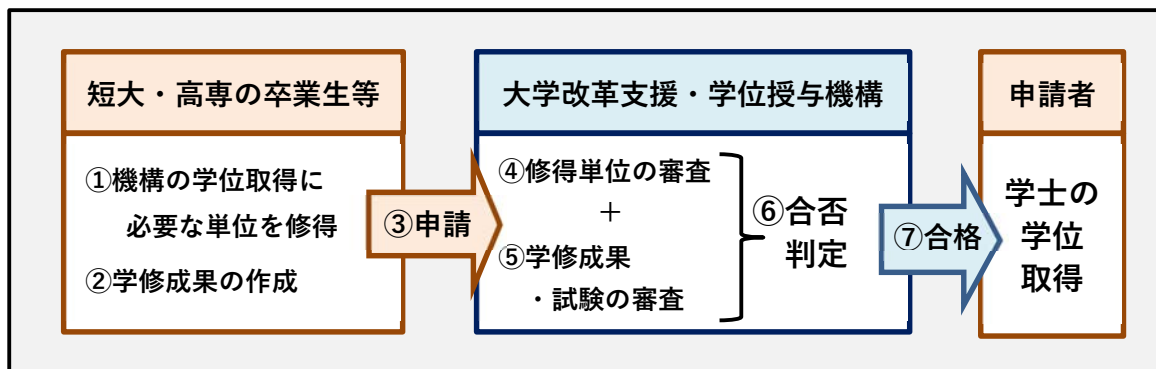 短大・高専の卒業生等
①機構の学位取得に
必要な単位を修得
②学修成果の作成
③申請
大学改革支援・学位授与機構
④修得単位の審査
＋
⑤学修成果
・試験の審査
⑥合否
判定
⑦合格
申請者
学士の
学位
取得